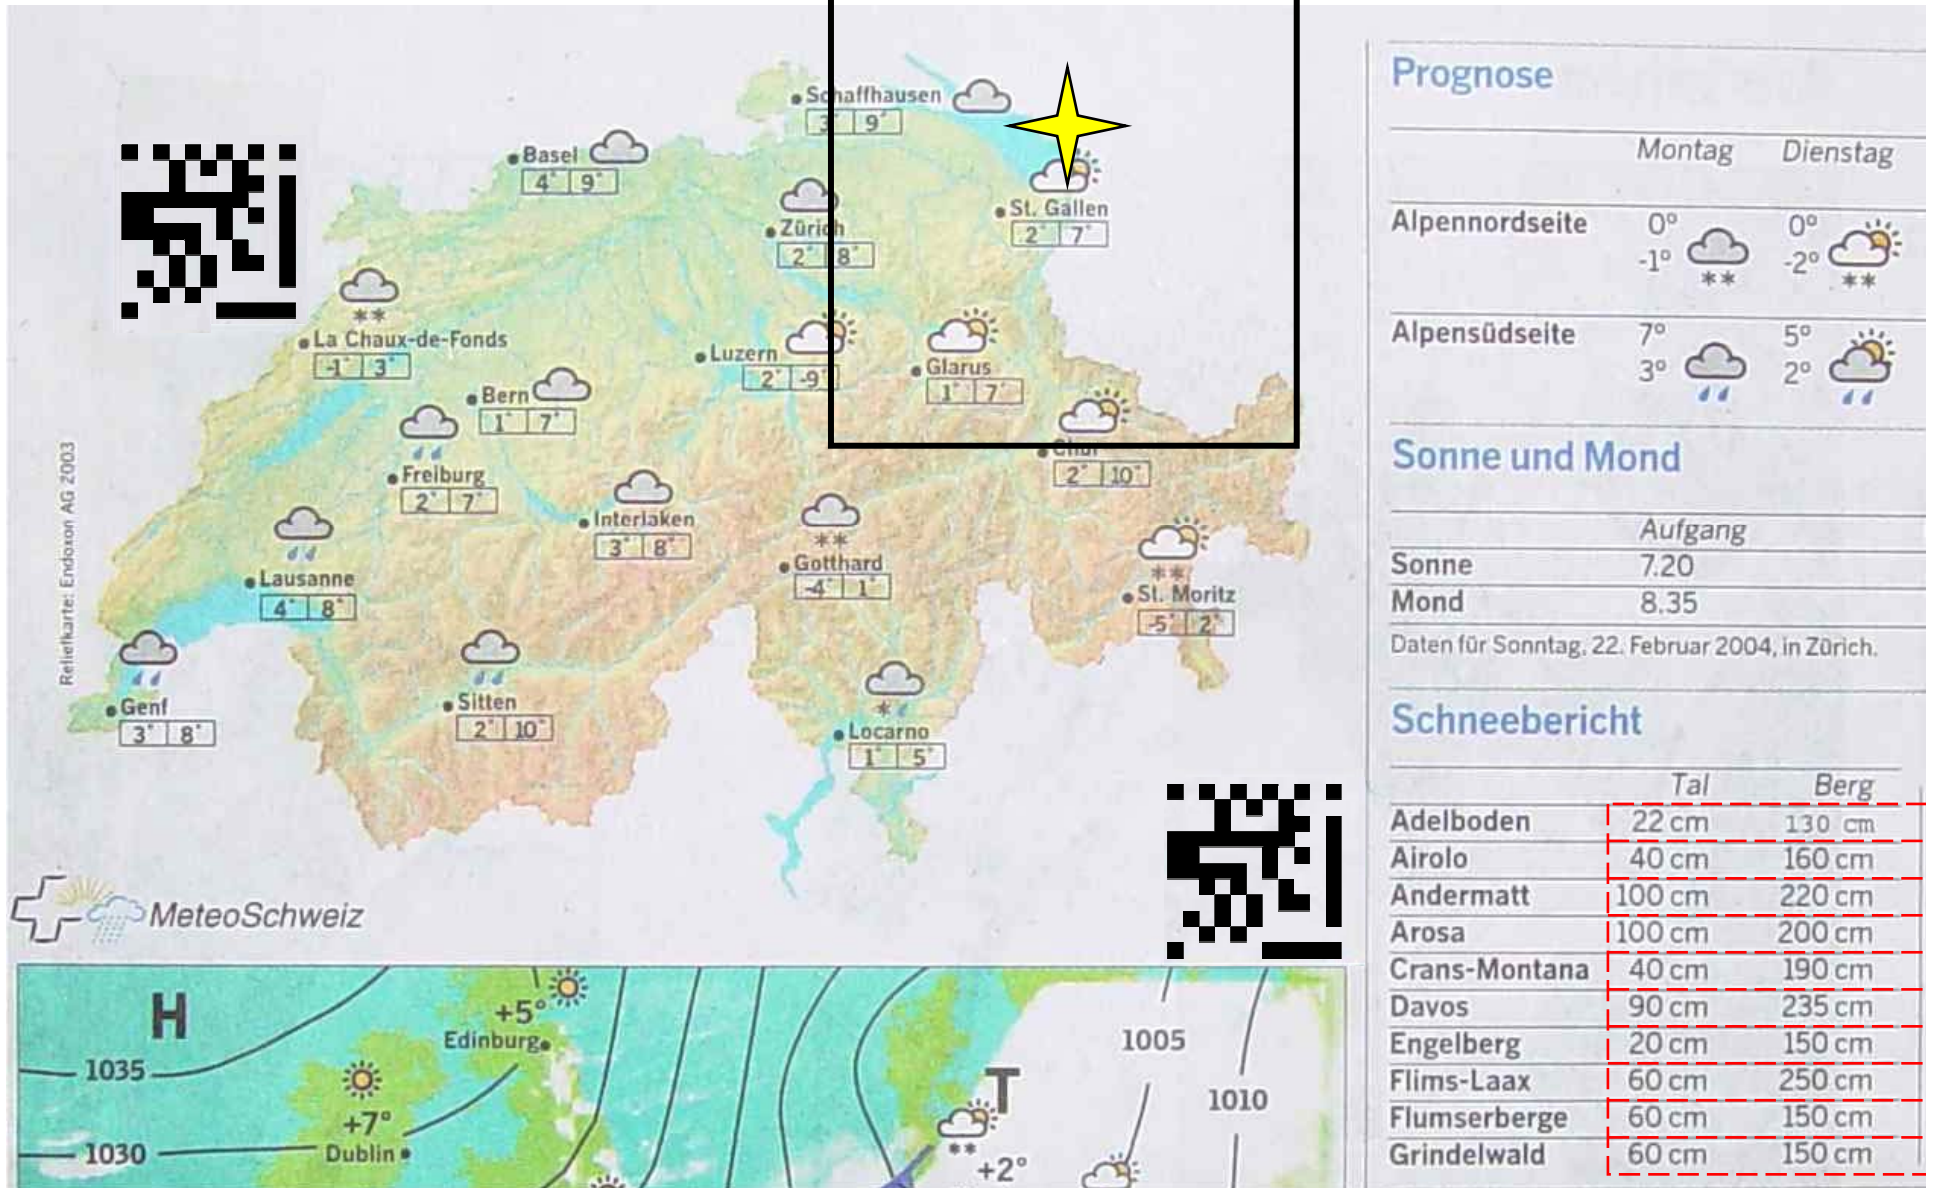 Schaffhausen
3° 9°
Basel
4° 9°
St. Gallen
2° 7°
Zürich
2° 8°
La Chaux-de-Fonds
-1° 3°
Luzern
2° -9°
Glarus
1° 7°
Bern
1° 7°
Chur
2° 10°
Freiburg
2° 7°
Interlaken
3° 8°
Gotthard
-4° 1°
Lausanne
4° 8°
St. Moritz
-5° 2°
Genf
3° 8°
Sitten
2° 10°
Locarno
1° 5°
Reliefkarte: Endoxon AG 2003
MeteoSchweiz
H
+5°
Edinburg
1035
+7°
Dublin
1030
T
+2°
1005
1010
Prognose
Montag Dienstag
Alpennordseite 0° 0°
-1° -2°
Alpensüdseite 7° 5°
3° 2°
Sonne und Mond
Aufgang
Sonne 7.20
Mond 8.35
Daten für Sonntag, 22. Februar 2004, in Zürich.
Schneebericht
Tal Berg
Adelboden 22 cm 130 cm
Airolo 40 cm 160 cm
Andermatt 100 cm 220 cm
Arosa 100 cm 200 cm
Crans-Montana 40 cm 190 cm
Davos 90 cm 235 cm
Engelberg 20 cm 150 cm
Flims-Laax 60 cm 250 cm
Flumserberge 60 cm 150 cm
Grindelwald 60 cm 150 cm